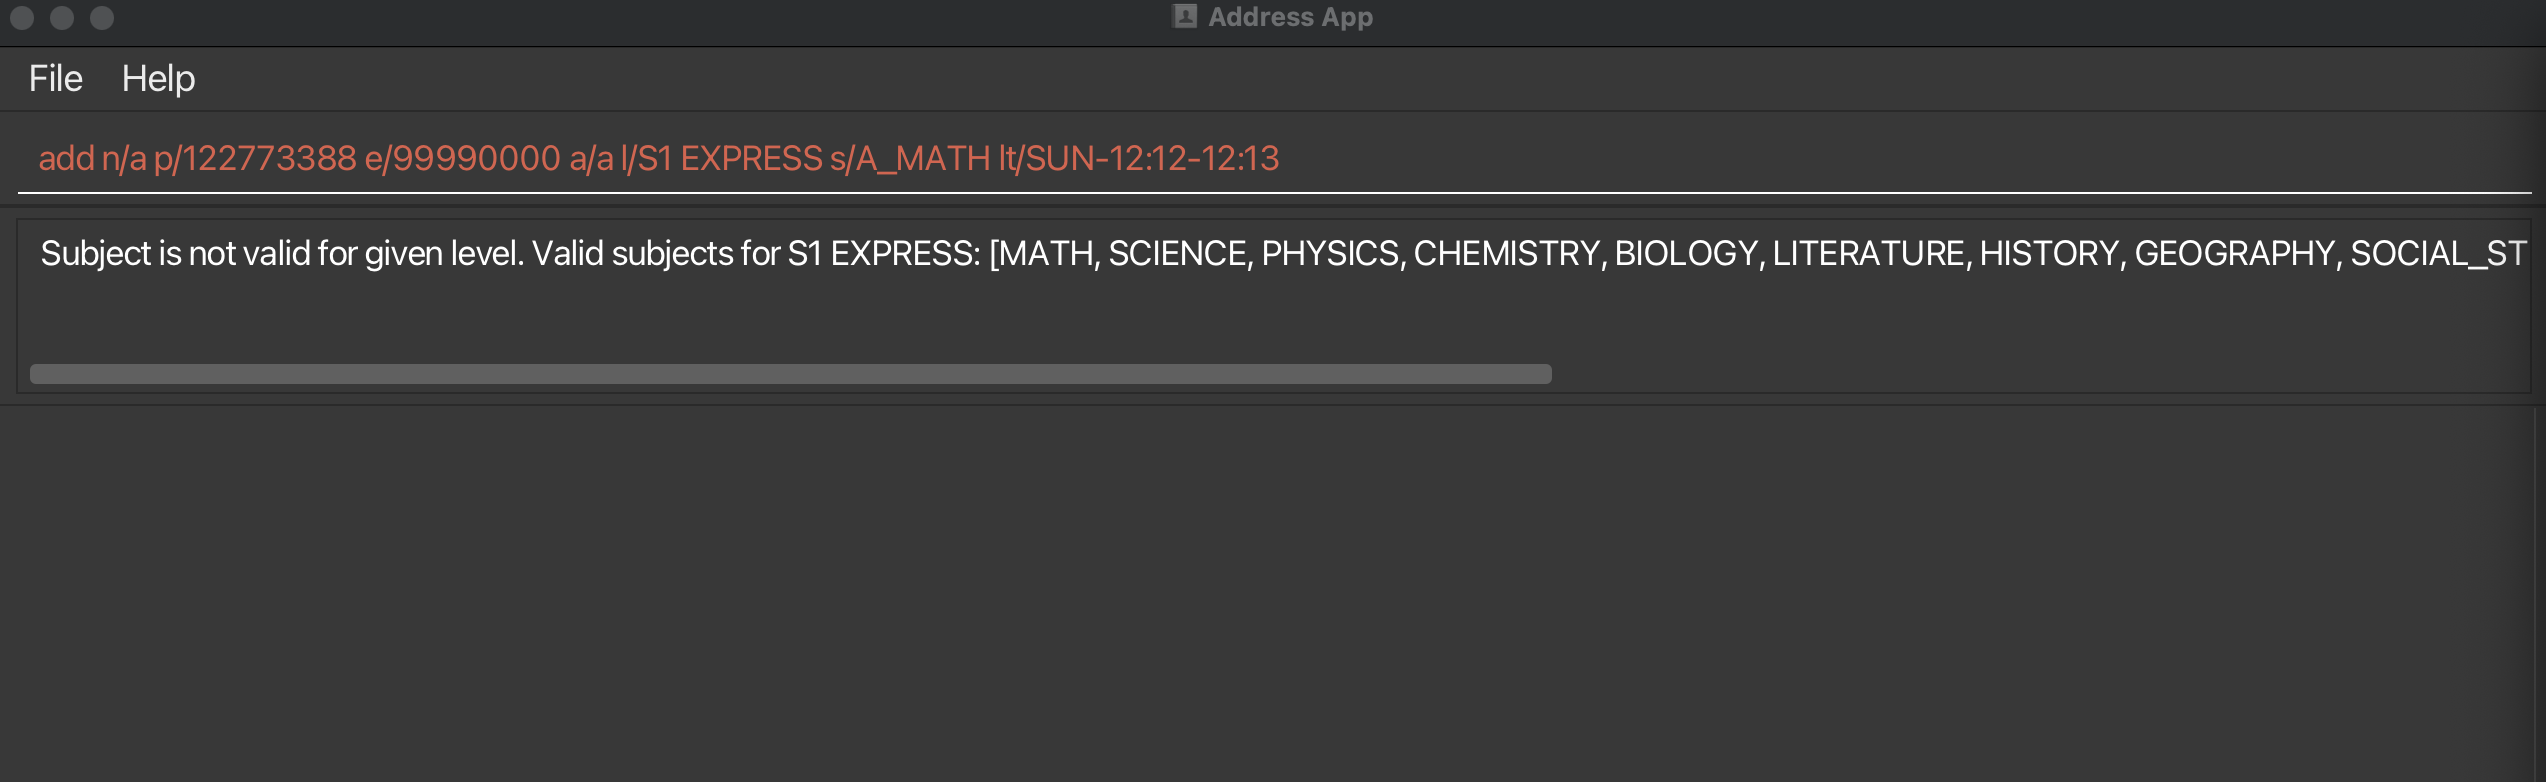 Address App
File Help
add n/a p/122773388 e/99990000 a/a l/S1 EXPRESS s/A_MATH lt/SUN-12:12-12:13
Subject is not valid for given level. Valid subjects for S1 EXPRESS: [MATH, SCIENCE, PHYSICS, CHEMISTRY, BIOLOGY, LITERATURE, HISTORY, GEOGRAPHY, SOCIAL_ST